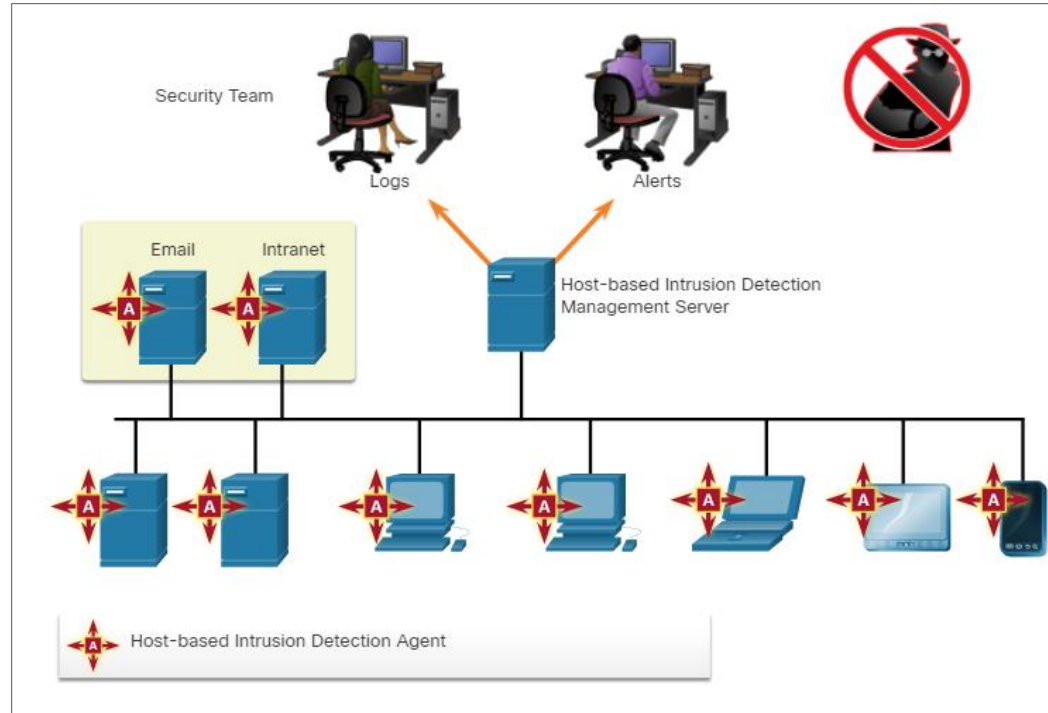 Security Team
Logs
Alerts
Email
Intranet
Host-based Intrusion Detection
Management Server
A
A
A
A
A
A
A
A
A
A
Host-based Intrusion Detection Agent